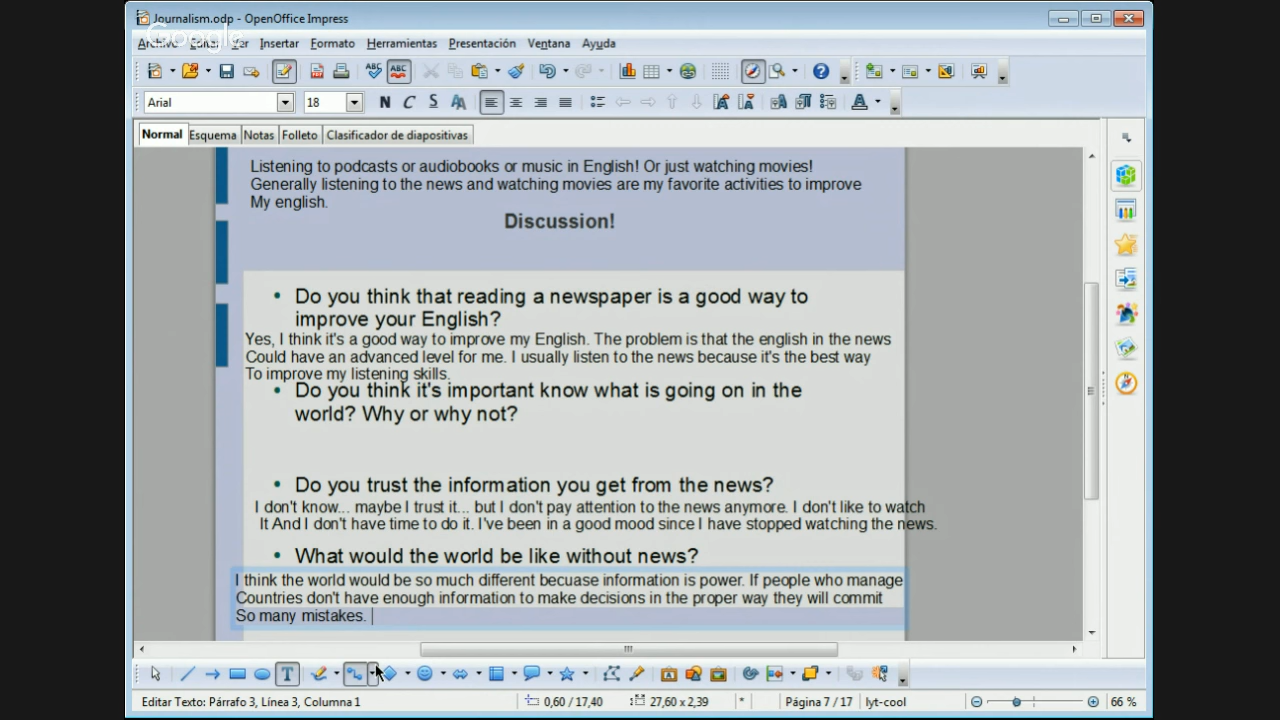 Journalism.odp - OpenOffice Impress
Google
Archivo Editar Ver Insertar Formato Herramientas Presentación Ventana Ayuda
Arial 18 N C S
Normal Esquema Notas Folleto Clasificador de diapositivas
Listening to podcasts or audiobooks or music in English! Or just watching movies!
Generally listening to the news and watching movies are my favorite activities to improve
My english.
Discussion!
• Do you think that reading a newspaper is a good way to
improve your English?
Yes, I think it's a good way to improve my English. The problem is that the english in the news
Could have an advanced level for me. I usually listen to the news because it's the best way
To improve my listening skills.
• Do you think it's important know what is going on in the
world? Why or why not?
• Do you trust the information you get from the news?
I don't know... maybe I trust it... but I don't pay attention to the news anymore. I don't like to watch
It And I don't have time to do it. I've been in a good mood since I have stopped watching the news.
• What would the world be like without news?
I think the world would be so much different becuase information is power. If people who manage
Countries don't have enough information to make decisions in the proper way they will commit
So many mistakes.
Editar Texto: Párrafo 3, Línea 3, Columna 1 0,60 / 17,40 27,60 x 2,39 * Página 7 / 17 lyt-cool 66 %